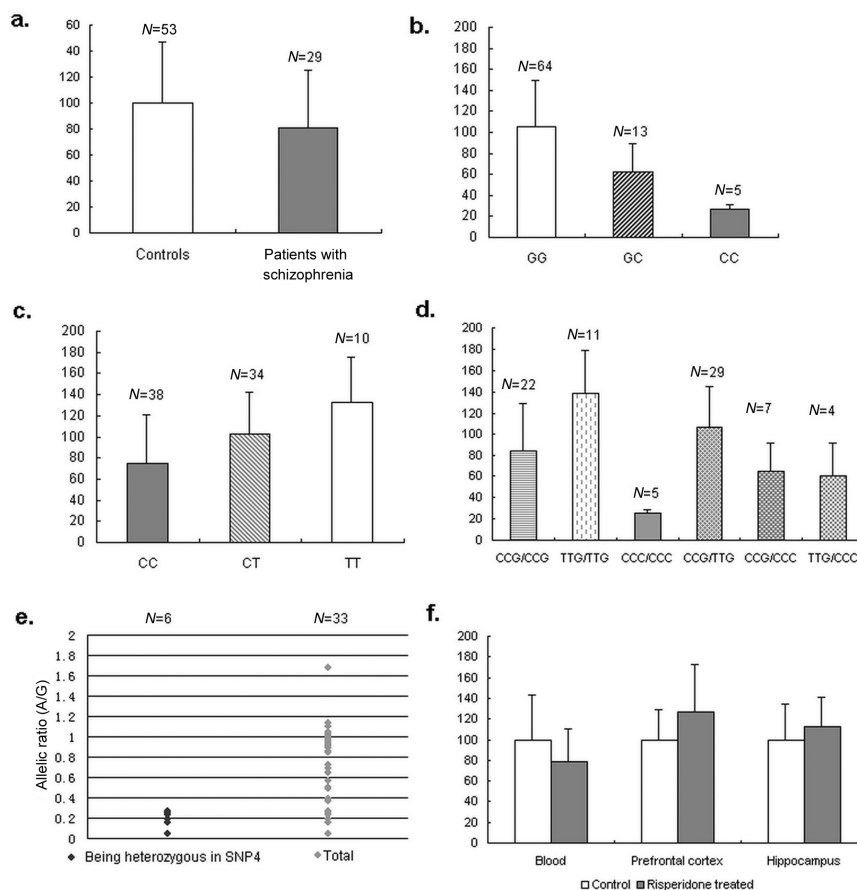 a.
N=53
N=29
60
140
120
100
80
60
40
20
0
Controls
Patients with
schizophrenia
b.
N=64
N=13
N=5
200
180
160
140
120
100
80
60
40
20
0
GG
GC
CC
c.
N=38
N=34
N=10
200
180
160
140
120
100
80
60
40
20
0
CC
CT
TT
d.
N=22
N=11
N=5
N=29
N=7
N=4
200
180
160
140
120
100
80
60
40
20
0
CCG/CCG
TTG/TTG
CCC/CCC
CCG/TTG
CCG/CCC
TTG/CCC
e.
N=6
N=33
Allelic ratio (A/G)
2
1.8
1.6
1.4
1.2
1
0.8
0.6
0.4
0.2
0
Being heterozygous in SNP4
Total
f.
200
180
160
140
120
100
80
60
40
20
0
Blood
Prefrontal cortex
Hippocampus
Control
Risperidone treated